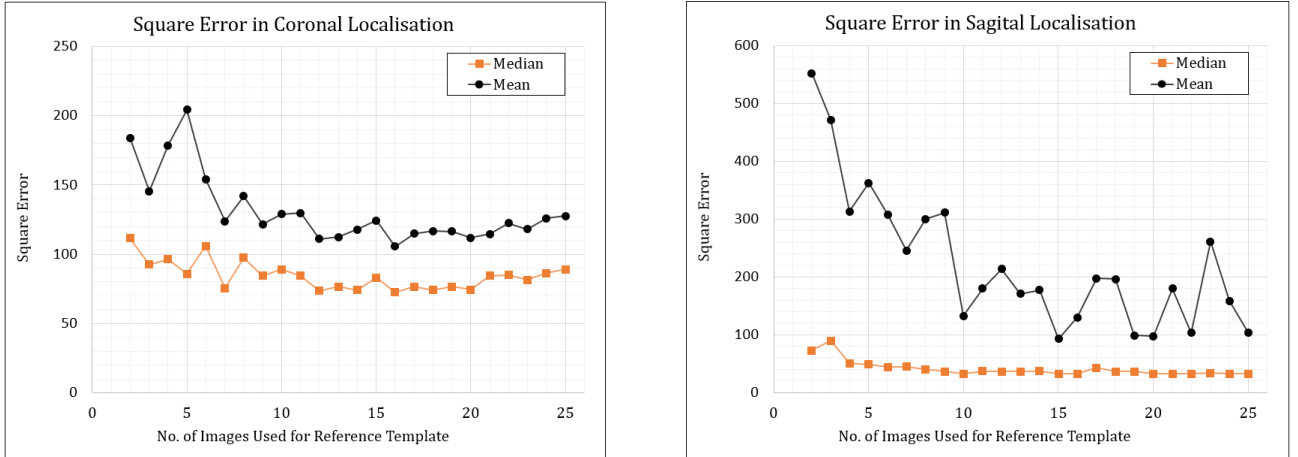 Square Error in Coronal Localisation
250
200
150
100
50
0
Square Error
Median
Mean
0 5 10 15 20 25
No. of Images Used for Reference Template
Square Error in Sagital Localisation
600
500
400
300
200
100
0
Square Error
Median
Mean
0 5 10 15 20 25
No. of Images Used for Reference Template